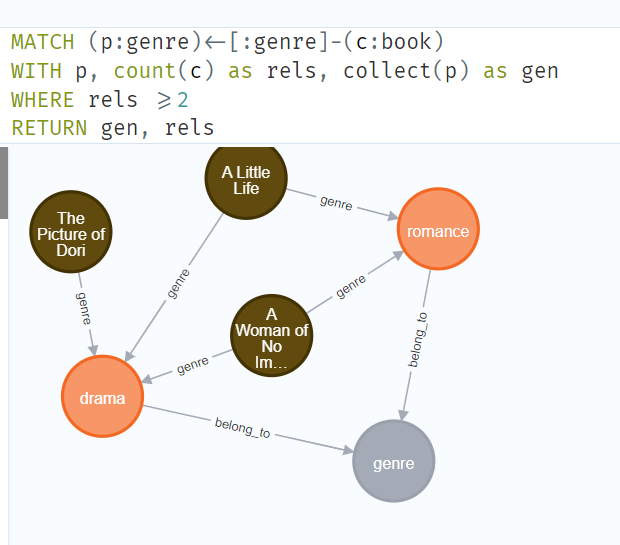 MATCH (p:genre)<-[:genre]-(c:book)
WITH p, count(c) as rels, collect(p) as gen
WHERE rels >=2
RETURN gen, rels
A Little
Life
genre
The
Picture of
Dori
romance
genre
genre
genre
A
Woman of
No
Im...
belong_to
genre
drama
belong_to
genre